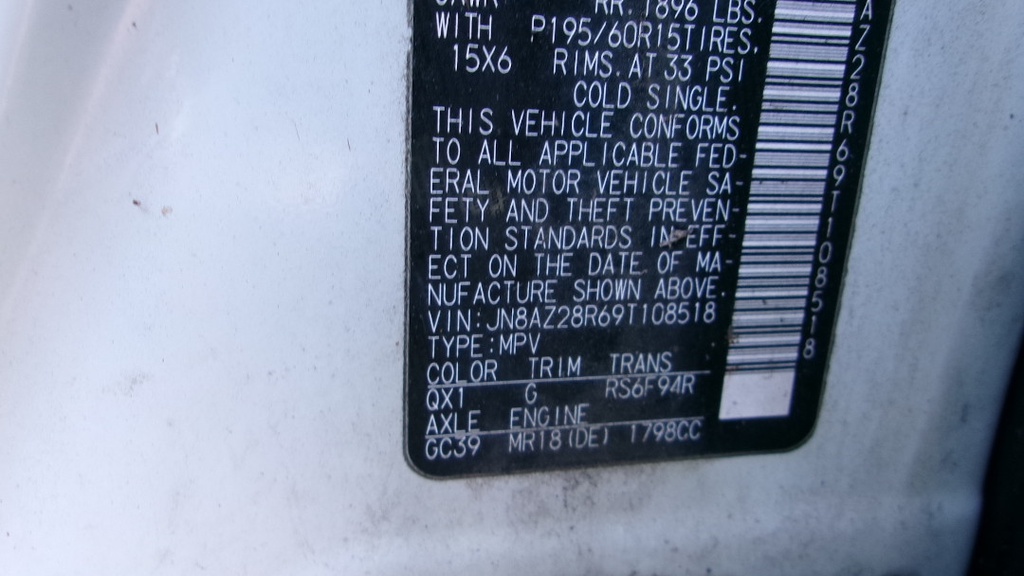 RR. 1896 LBS.
WITH P195/60R15TIRES.
15X6 RIMS. AT 33 PSI
COLD SINGLE.
THIS VEHICLE CONFORMS
TO ALL APPLICABLE FED-
ERAL MOTOR VEHICLE SA-
FETY AND THEFT PREVEN-
TION STANDARDS IN EFF-
ECT ON THE DATE OF MA-
NUFACTURE SHOWN ABOVE.
VIN:JN8AZ28R69T108518
TYPE:MPV
COLOR TRIM TRANS
QX1 G RS6F94R
AXLE ENGINE
GC39 MR18(DE) 1798CC
AZ28R69T108518